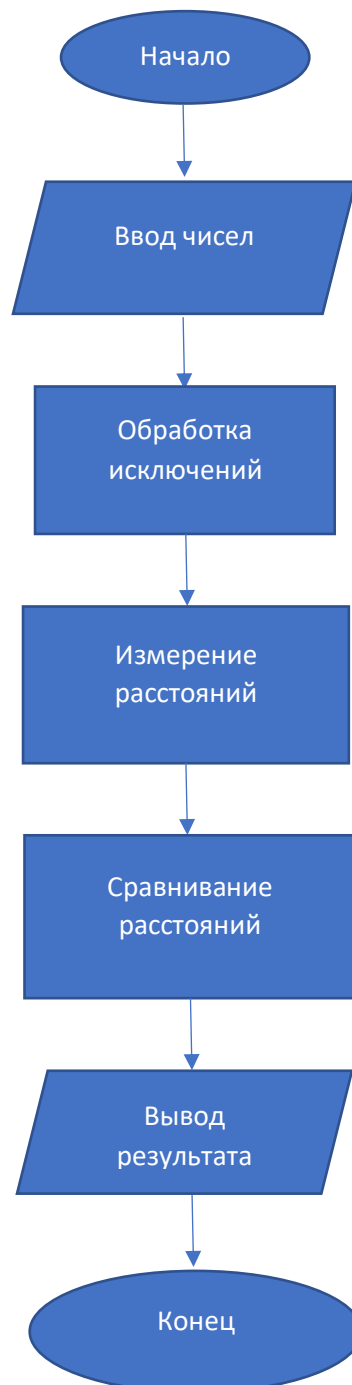 Начало
Ввод чисел
Обработка
исключений
Измерение
расстояний
Сравнивание
расстояний
Вывод
результата
Конец